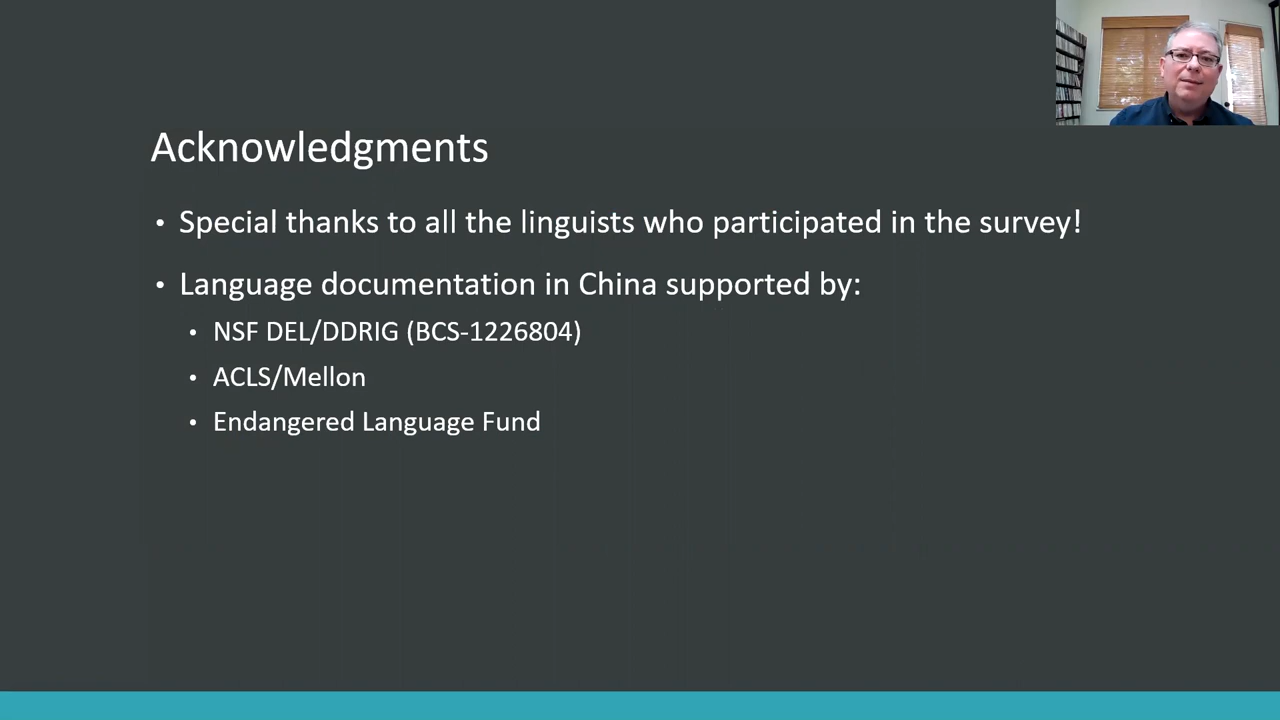 Acknowledgments
• Special thanks to all the linguists who participated in the survey!
• Language documentation in China supported by:
• NSF DEL/DDRIG (BCS-1226804)
• ACLS/Mellon
• Endangered Language Fund